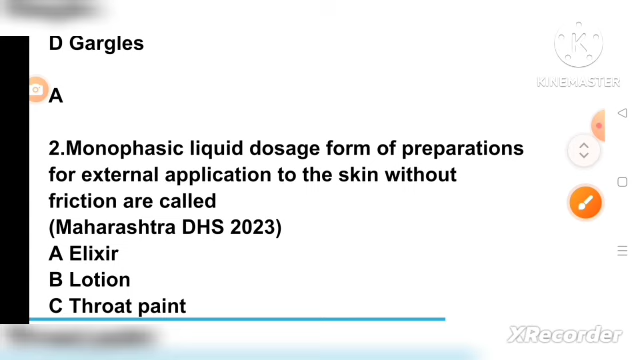 D Gargles
KINEMASTER
A
2.Monophasic liquid dosage form of preparations
for external application to the skin without
friction are called
(Maharashtra DHS 2023)
A Elixir
B Lotion
C Throat paint
XRecorder